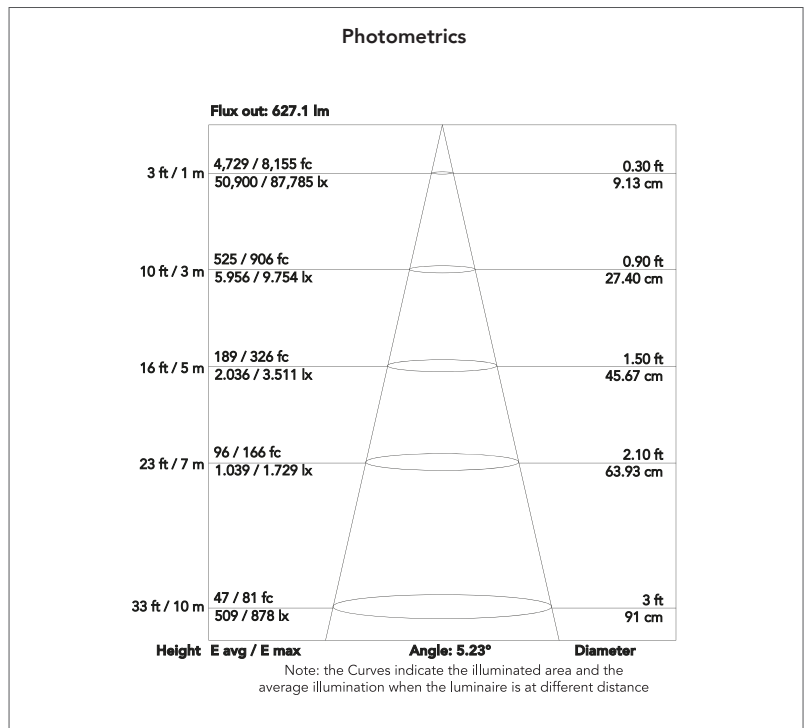 Photometrics
Flux out: 627.1 lm
3 ft / 1 m
4,729 / 8,155 fc
50,900 / 87,785 lx
0.30 ft
9.13 cm
10 ft / 3 m
525 / 906 fc
5.956 / 9.754 lx
0.90 ft
27.40 cm
16 ft / 5 m
189 / 326 fc
2.036 / 3.511 lx
1.50 ft
45.67 cm
23 ft / 7 m
96 / 166 fc
1.039 / 1.729 lx
2.10 ft
63.93 cm
33 ft / 10 m
47 / 81 fc
509 / 878 lx
3 ft
91 cm
Height E avg / E max Angle: 5.23° Diameter
Note: the Curves indicate the illuminated area and the
average illumination when the luminaire is at different distance